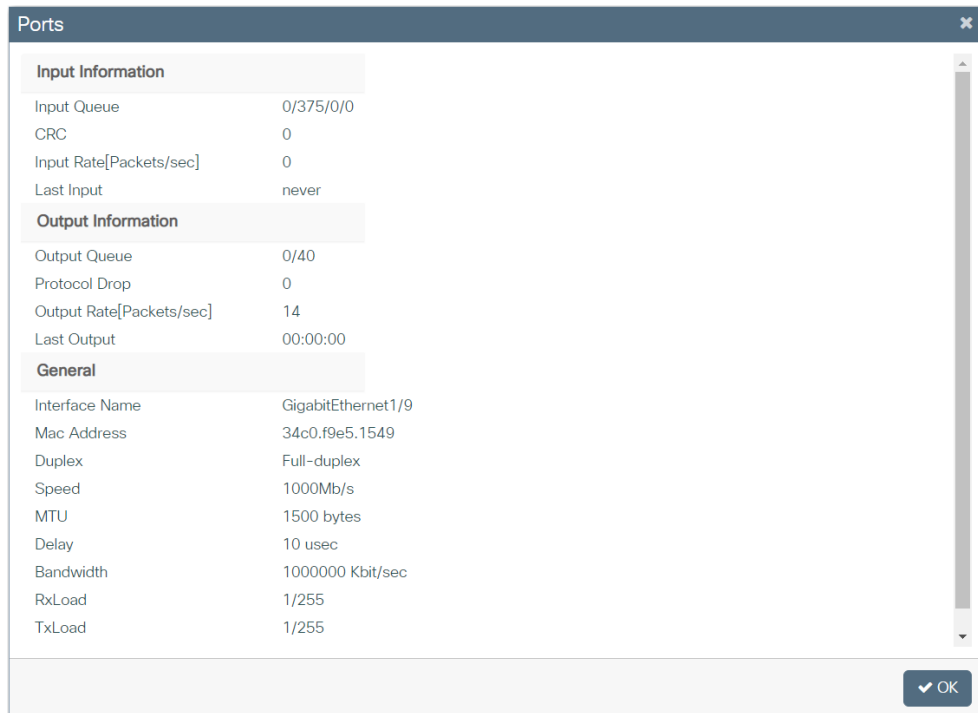 Ports
Input Information
Input Queue 0/375/0/0
CRC 0
Input Rate[Packets/sec] 0
Last Input never
Output Information
Output Queue 0/40
Protocol Drop 0
Output Rate[Packets/sec] 14
Last Output 00:00:00
General
Interface Name GigabitEthernet1/9
Mac Address 34c0.f9e5.1549
Duplex Full-duplex
Speed 1000Mb/s
MTU 1500 bytes
Delay 10 usec
Bandwidth 1000000 Kbit/sec
RxLoad 1/255
TxLoad 1/255
OK